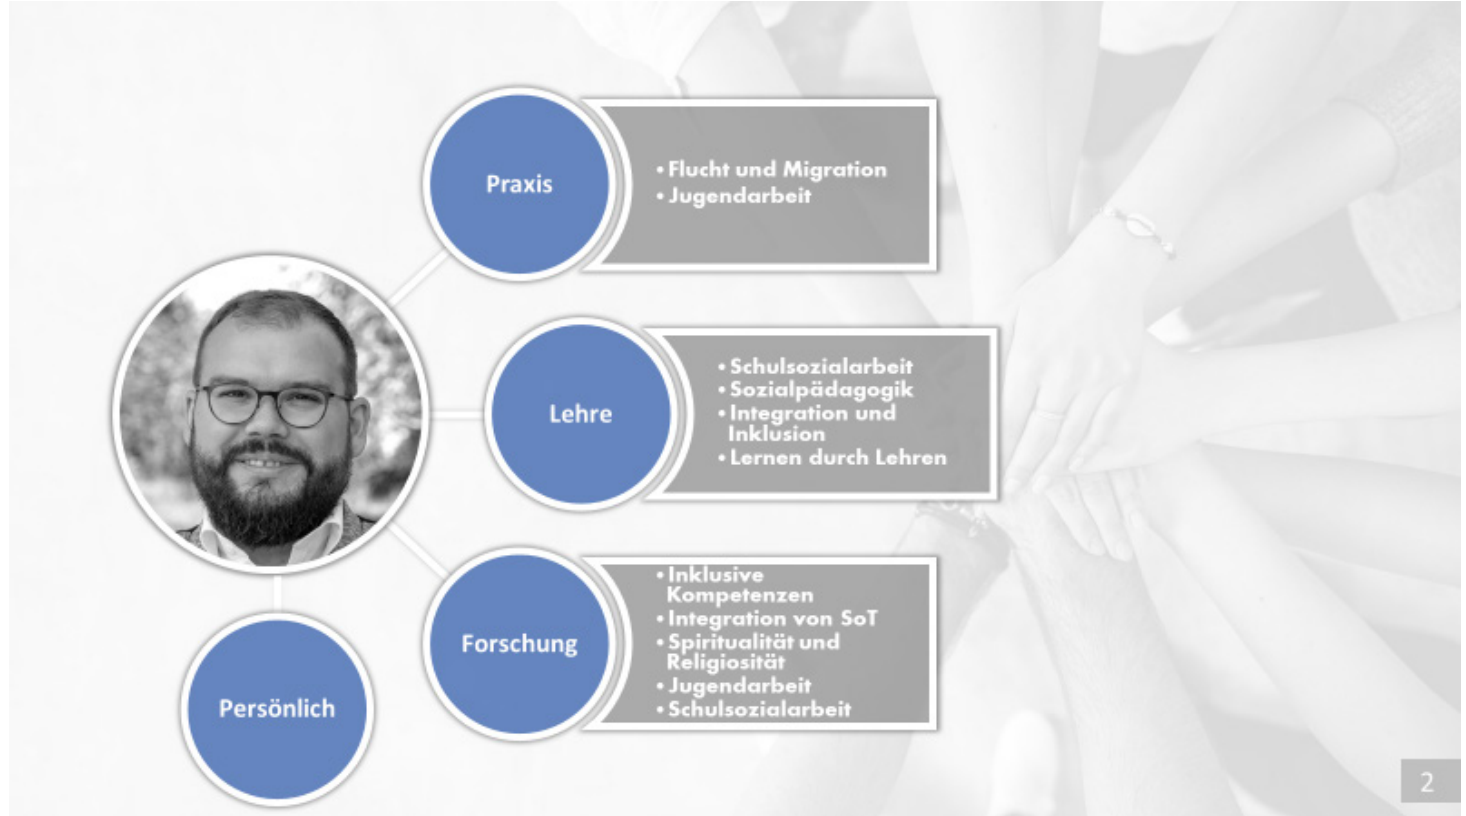 Praxis
• Flucht und Migration
• Jugendarbeit
Lehre
• Schulsozialarbeit
• Sozialpädagogik
• Integration und
Inklusion
• Lernen durch Lehren
Forschung
• Inklusive
Kompetenzen
• Integration von SoT
• Spiritualität und
Religiosität
• Jugendarbeit
• Schulsozialarbeit
Persönlich
2